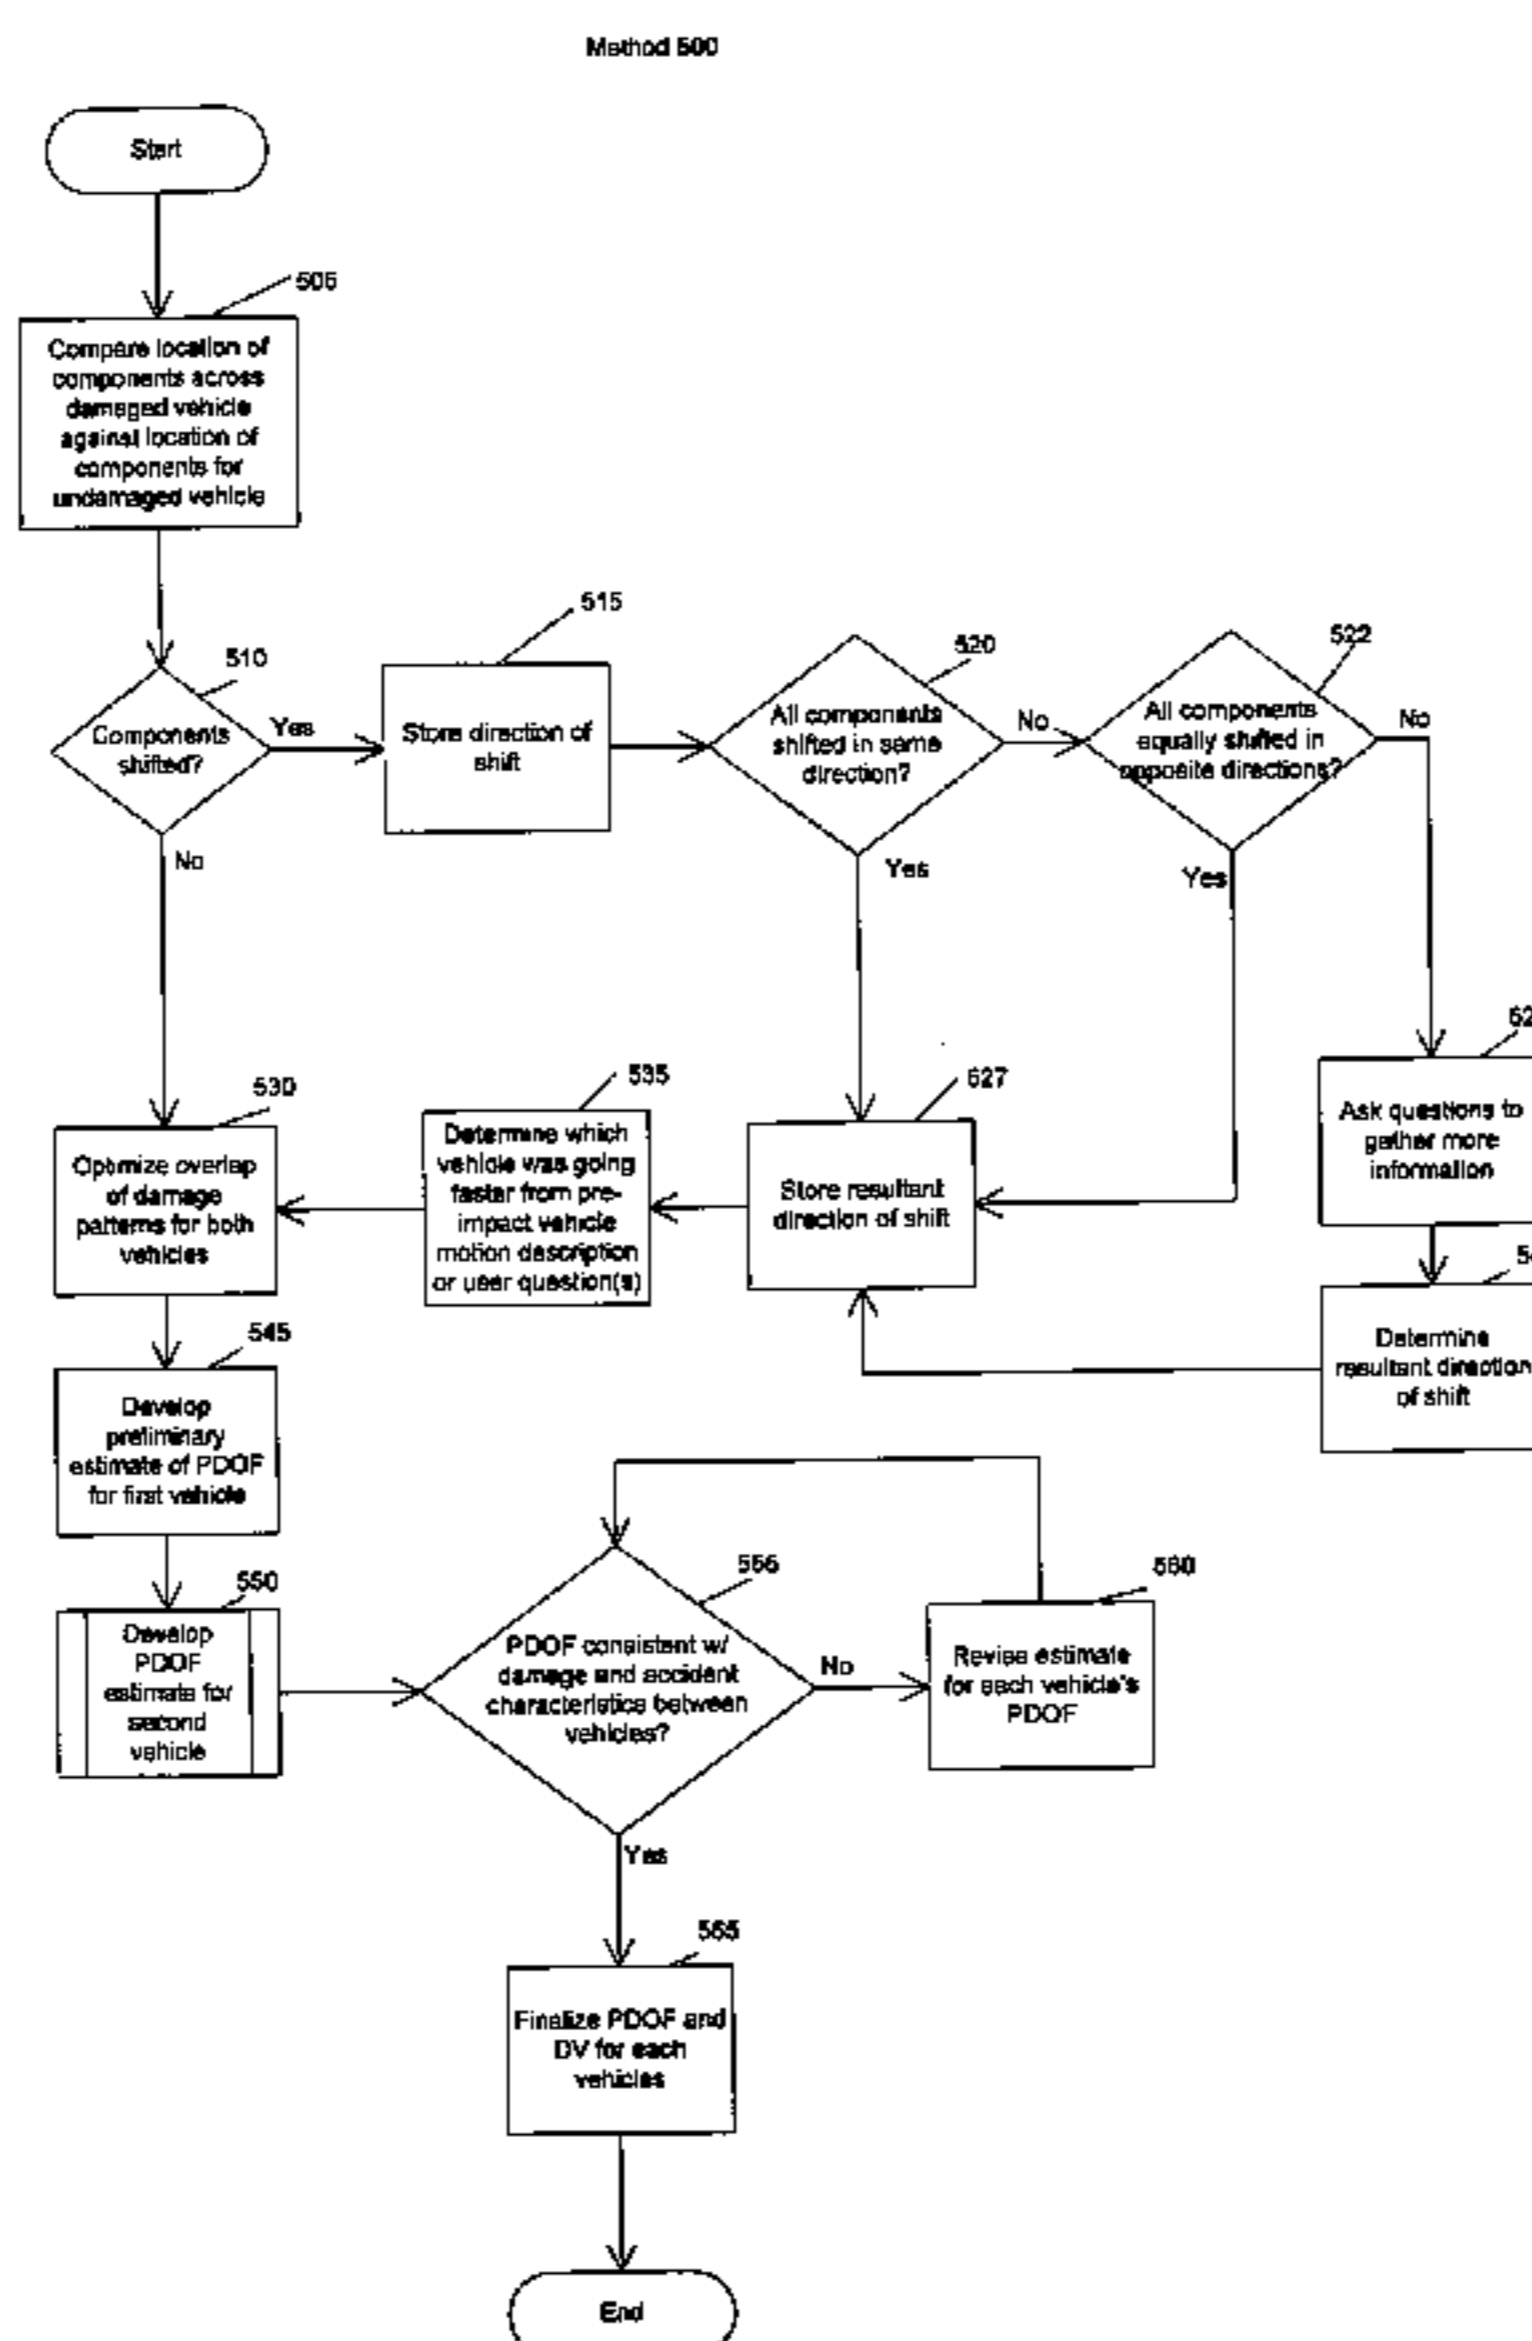 Method 500
Start
505
Compare location of
components across
damaged vehicle
against location of
components for
undamaged vehicle
510
Components
shifted?
Yes
No
515
Store direction of
shift
520
All components
shifted in same
direction?
No
Yes
522
All components
equally shifted in
opposite directions?
No
Yes
Ask questions to
gather more
information
Determine
resultant direction
of shift
527
Store resultant
direction of shift
535
Determine which
vehicle was going
faster from pre-
impact vehicle
motion description
or user question(s)
530
Optimize overlap
of damage
patterns for both
vehicles
545
Develop
preliminary
estimate of PDOF
for first vehicle
550
Develop
PDOF
estimate for
second
vehicle
555
PDOF consistent w/
damage and accident
characteristics between
vehicles?
No
Yes
560
Revise estimate
for each vehicle's
PDOF
565
Finalize PDOF and
DV for each
vehicles
End